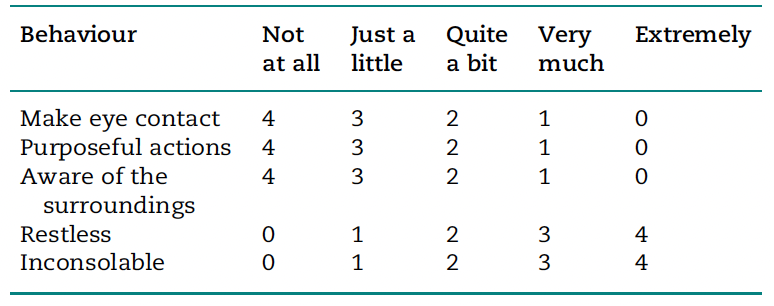 Behaviour Not Just a Quite Very Extremely
at all little a bit much
Make eye contact 4 3 2 1 0
Purposeful actions 4 3 2 1 0
Aware of the 4 3 2 1 0
surroundings
Restless 0 1 2 3 4
Inconsolable 0 1 2 3 4